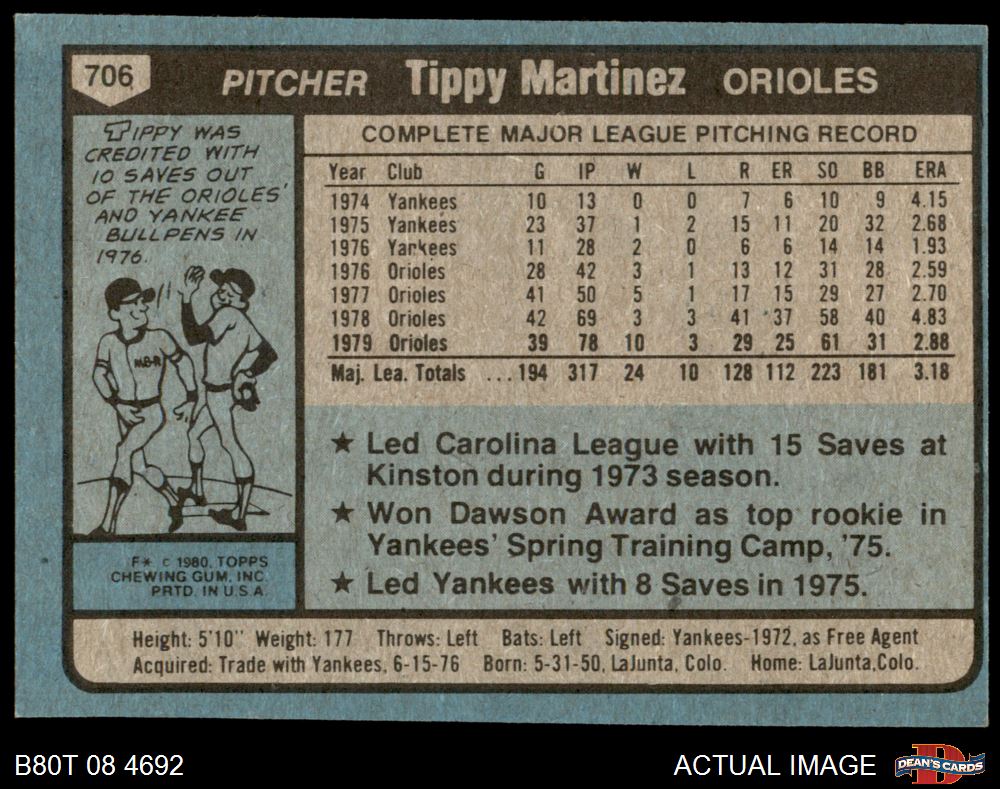 706 PITCHER Tippy Martinez ORIOLES
TIPPY WAS
CREDITED WITH
10 SAVES OUT
OF THE ORIOLES'
AND YANKEE
BULLPENS IN
1976.
M.B.R
F* © 1980, TOPPS
CHEWING GUM, INC.
PRTD. IN U.S.A.
COMPLETE MAJOR LEAGUE PITCHING RECORD
Year Club G IP W L R ER SO BB ERA
1974 Yankees 10 13 0 0 7 6 10 9 4.15
1975 Yankees 23 37 1 2 15 11 20 32 2.68
1976 Yankees 11 28 2 0 6 6 14 14 1.93
1976 Orioles 28 42 3 1 13 12 31 28 2.59
1977 Orioles 41 50 5 1 17 15 29 27 2.70
1978 Orioles 42 69 3 3 41 37 58 40 4.83
1979 Orioles 39 78 10 3 29 25 61 31 2.88
Maj. Lea. Totals ...194 317 24 10 128 112 223 181 3.18
★ Led Carolina League with 15 Saves at
Kinston during 1973 season.
★ Won Dawson Award as top rookie in
Yankees' Spring Training Camp, '75.
★ Led Yankees with 8 Saves in 1975.
Height: 5'10" Weight: 177 Throws: Left Bats: Left Signed: Yankees-1972, as Free Agent
Acquired: Trade with Yankees, 6-15-76 Born: 5-31-50, LaJunta, Colo. Home: LaJunta,Colo.
B80T 08 4692 ACTUAL IMAGE DEAN'S CARDS